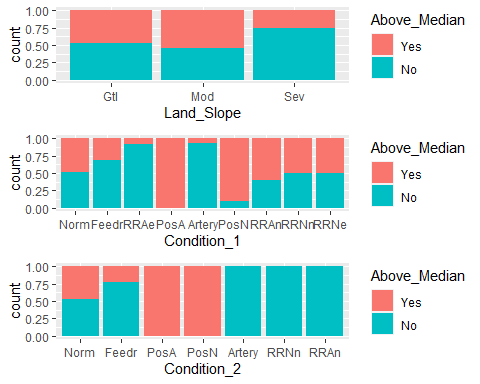 1.00
0.75
0.50
0.25
0.00
count
Gtl Mod Sev
Land_Slope
Above_Median
Yes
No
1.00
0.75
0.50
0.25
0.00
count
Norm Feedr RRAe PosA Artery PosN RRAn RRNn RRNe
Condition_1
Above_Median
Yes
No
1.00
0.75
0.50
0.25
0.00
count
Norm Feedr PosA PosN Artery RRNn RRAn
Condition_2
Above_Median
Yes
No